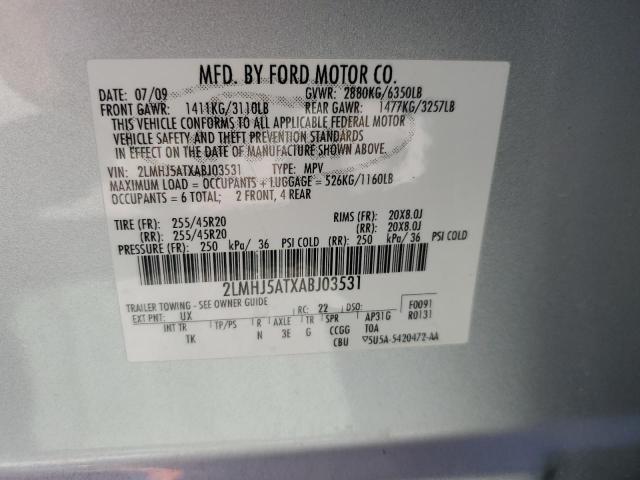 MFD. BY FORD MOTOR CO.
DATE: 07/09 GVWR: 2880KG/6350LB
FRONT GAWR: 1411KG/3110LB REAR GAWR: 1477KG/3257LB
THIS VEHICLE CONFORMS TO ALL APPLICABLE FEDERAL MOTOR
VEHICLE SAFETY AND THEFT PREVENTION STANDARDS
IN EFFECT ON THE DATE OF MANUFACTURE SHOWN ABOVE.
VIN: 2LMHJ5ATXABJ03531 TYPE: MPV
MAXIMUM LOAD = OCCUPANTS + LUGGAGE = 526KG/1160LB
OCCUPANTS = 6 TOTAL; 2 FRONT, 4 REAR
TIRE (FR): 255/45R20 RIMS (FR): 20X8.0J
(RR): 255/45R20 (RR): 20X8.0J
PRESSURE (FR): 250 kPa/ 36 PSI COLD (RR): 250 kPa/ 36 PSI COLD
2LMHJ5ATXABJ03531
TRAILER TOWING - SEE OWNER GUIDE RC: 22 DSO: F0091
EXT PNT: UX R0131
INT TR TP/PS R AXLE TR SPR AP31G
TK N 3E G CCGG TOA
CBU ▽5U5A-5420472-AA